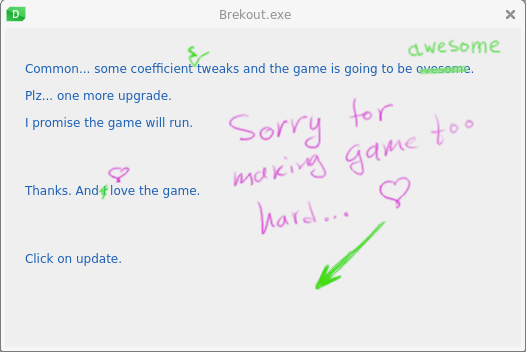 Brekout.exe
D
awesome
Common... some coefficient tweaks and the game is going to be ovesome.
Plz... one more upgrade.
I promise the game will run.
Sorry for
making game too
hard...
Thanks. And love the game.
Click on update.